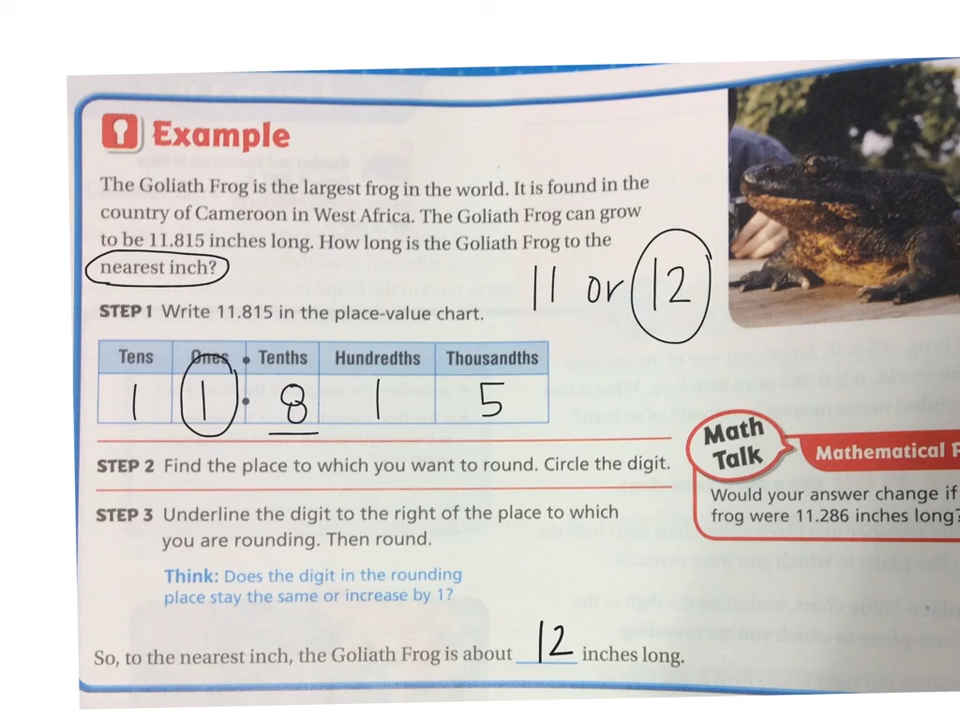 Example
The Goliath Frog is the largest frog in the world. It is found in the
country of Cameroon in West Africa. The Goliath Frog can grow
to be 11.815 inches long. How long is the Goliath Frog to the
nearest inch?
11 or 12
STEP 1 Write 11.815 in the place-value chart.
Tens Ones . Tenths Hundredths Thousandths
1 1 . 8 1 5
STEP 2 Find the place to which you want to round. Circle the digit.
STEP 3 Underline the digit to the right of the place to which
you are rounding. Then round.
Think: Does the digit in the rounding
place stay the same or increase by 1?
So, to the nearest inch, the Goliath Frog is about 12 inches long.
Math
Talk
Mathematical
Would your answer change if
frog were 11.286 inches long?